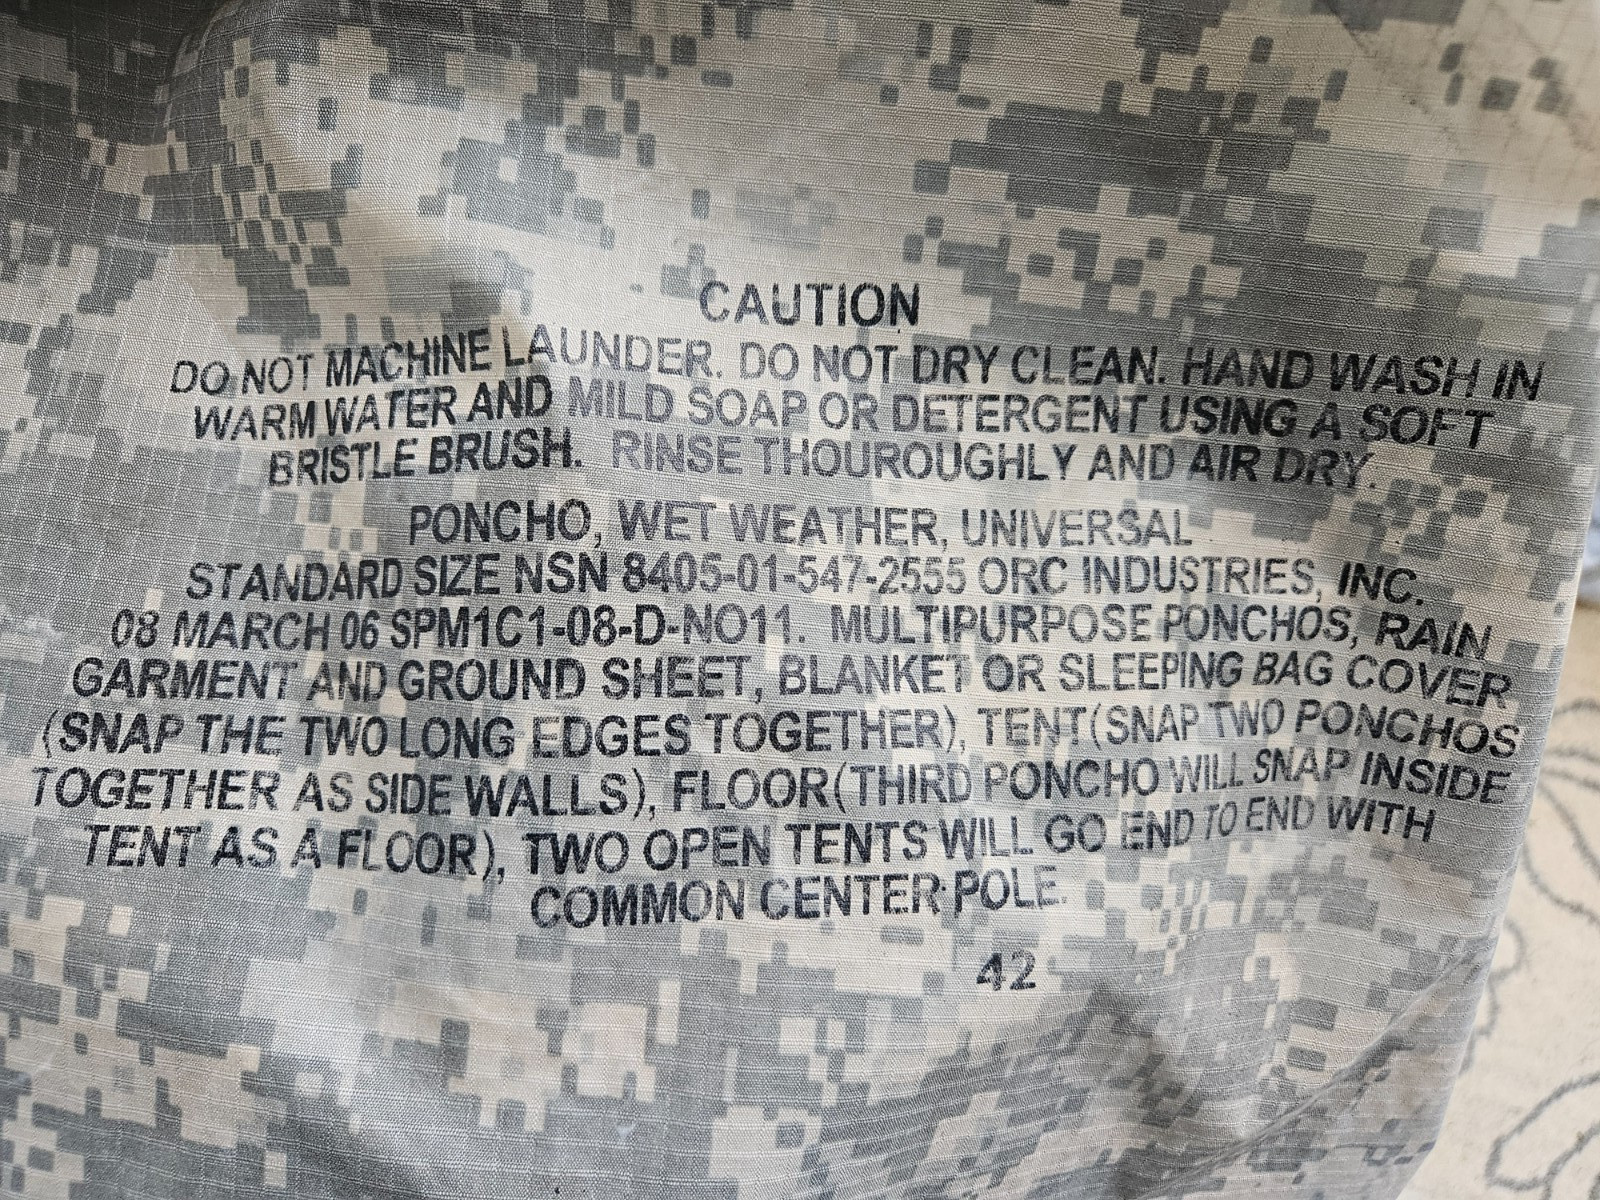 CAUTION
DO NOT MACHINE LAUNDER. DO NOT DRY CLEAN. HAND WASH IN
WARM WATER AND MILD SOAP OR DETERGENT USING A SOFT
BRISTLE BRUSH. RINSE THOUROUGHLY AND AIR DRY.
PONCHO, WET WEATHER, UNIVERSAL
STANDARD SIZE NSN 8405-01-547-2555 ORC INDUSTRIES, INC.
08 MARCH 06 SPM1C1-08-D-NO11. MULTIPURPOSE PONCHOS, RAIN
GARMENT AND GROUND SHEET, BLANKET OR SLEEPING BAG COVER
(SNAP THE TWO LONG EDGES TOGETHER), TENT(SNAP TWO PONCHOS
TOGETHER AS SIDE WALLS), FLOOR(THIRD PONCHO WILL SNAP INSIDE
TENT AS A FLOOR), TWO OPEN TENTS WILL GO END TO END WITH
COMMON CENTER POLE.
42